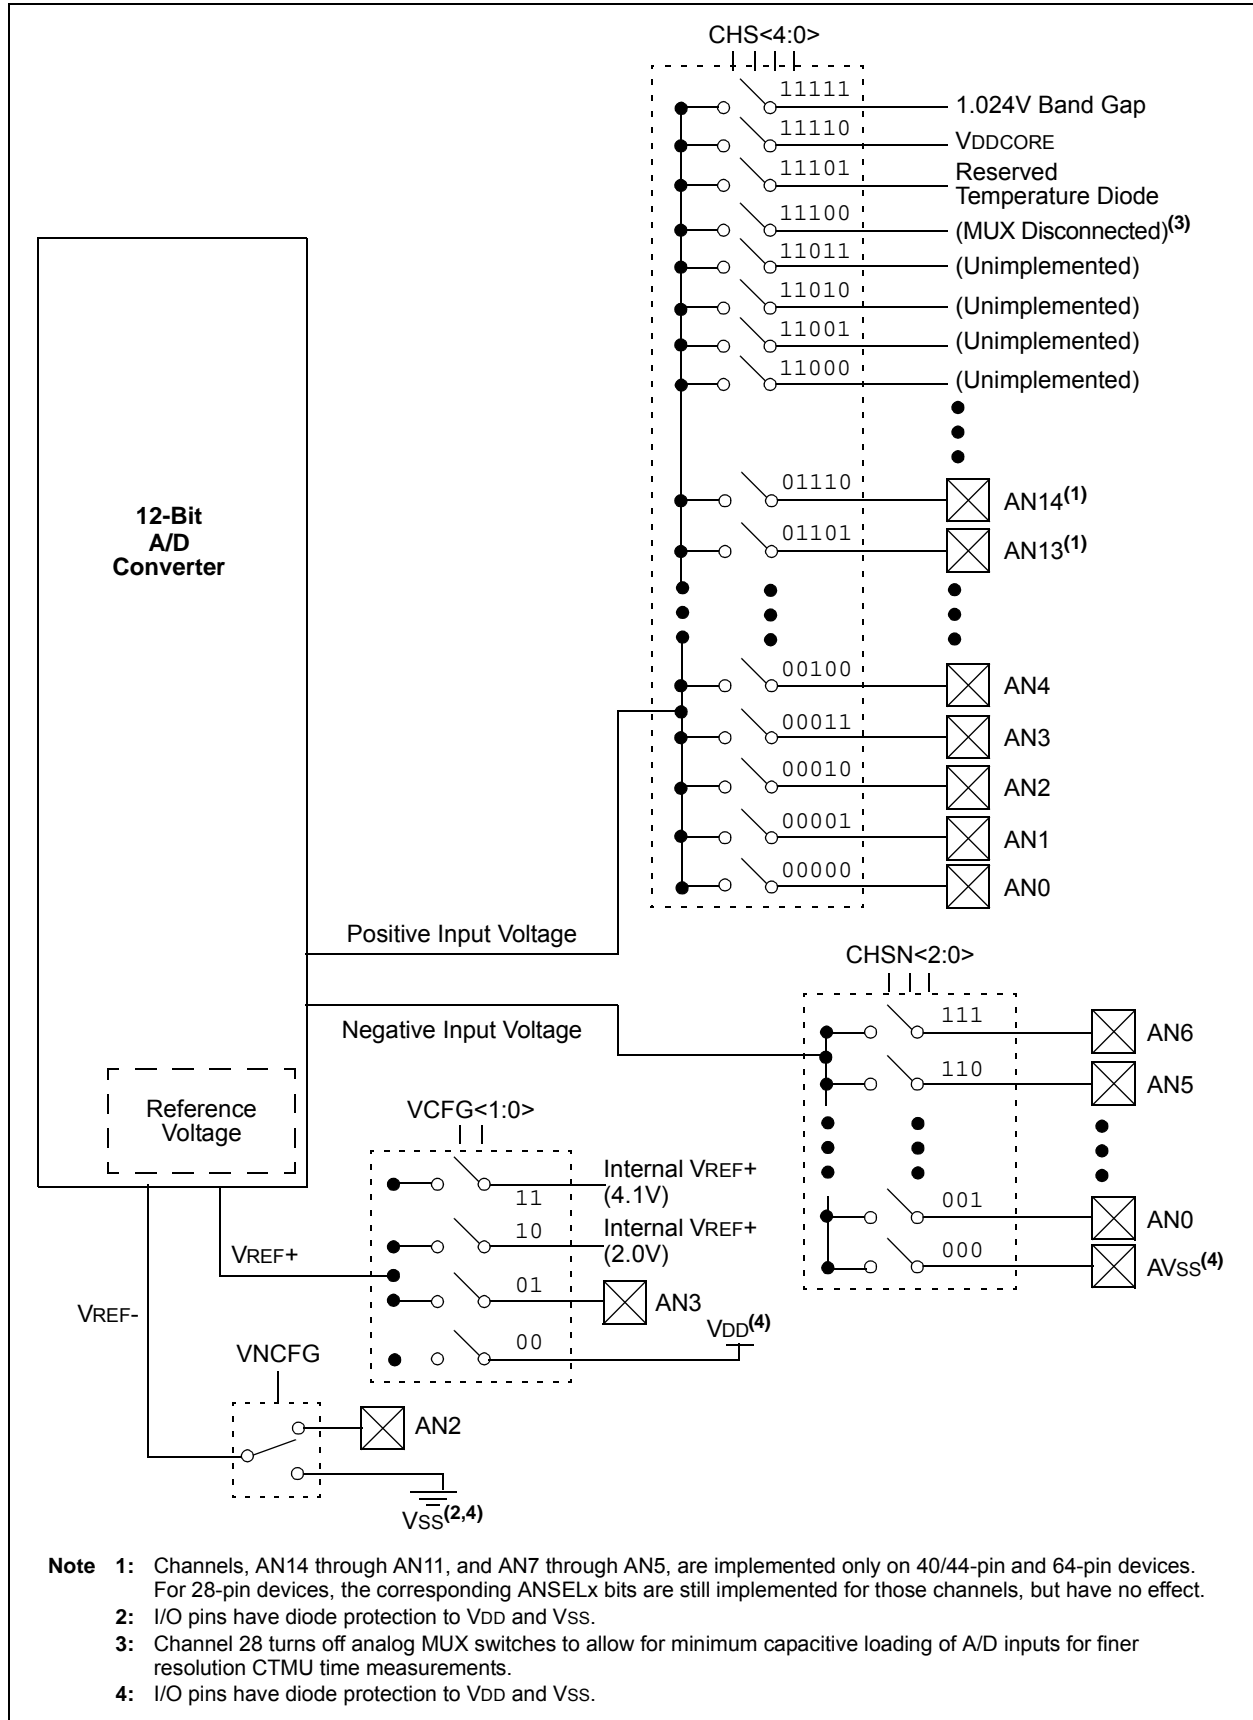 CHS<4:0>
11111
1.024V Band Gap
11110
VDDCORE
11101
Reserved
Temperature Diode
11100
(MUX Disconnected)(3)
11011
(Unimplemented)
11010
(Unimplemented)
11001
(Unimplemented)
11000
(Unimplemented)
01110
AN14(1)
01101
AN13(1)
12-Bit
A/D
Converter
00100
AN4
00011
AN3
00010
AN2
00001
AN1
00000
AN0
Positive Input Voltage
CHSN<2:0>
Negative Input Voltage
111
AN6
110
AN5
001
AN0
000
AVSS(4)
Reference
Voltage
VCFG<1:0>
11
Internal VREF+
(4.1V)
10
Internal VREF+
(2.0V)
VREF+
01
AN3
VREF-
00
VDD(4)
VNCFG
AN2
VSS(2,4)
Note 1: Channels, AN14 through AN11, and AN7 through AN5, are implemented only on 40/44-pin and 64-pin devices.
For 28-pin devices, the corresponding ANSELx bits are still implemented for those channels, but have no effect.
2: I/O pins have diode protection to VDD and VSS.
3: Channel 28 turns off analog MUX switches to allow for minimum capacitive loading of A/D inputs for finer
resolution CTMU time measurements.
4: I/O pins have diode protection to VDD and VSS.